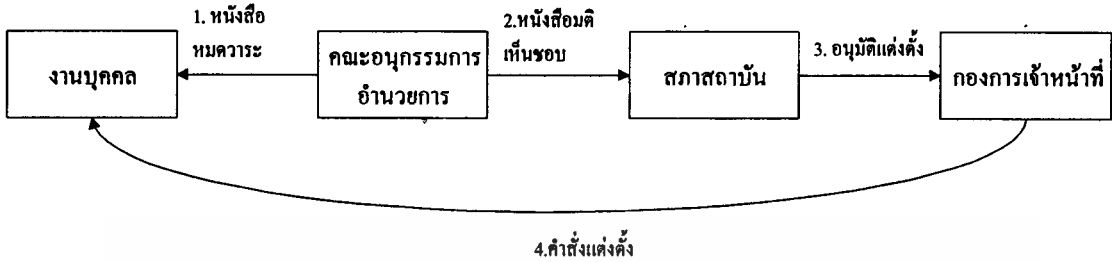 1. หนังสือ
หมดวาระ
2.หนังสือมติ
เห็นชอบ
3. อนุมัติแต่งตั้ง
งานบุคคล
คณะอนุกรรมการ
อำนวยการ
สภาสถาบัน
กองการเจ้าหน้าที่
4.คำสั่งแต่งตั้ง